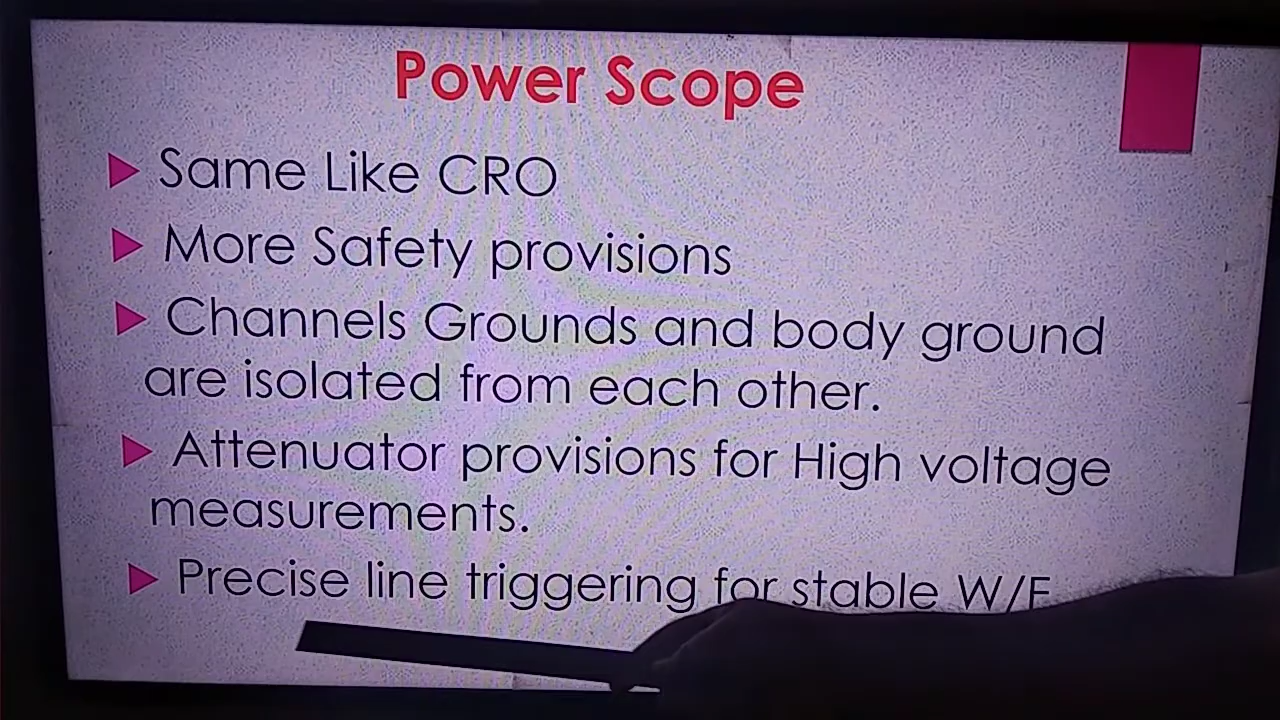 Power Scope
Same Like CRO
More Safety provisions
Channels Grounds and body ground
are isolated from each other.
Attenuator provisions for High voltage
measurements.
Precise line triggering for stable W/F